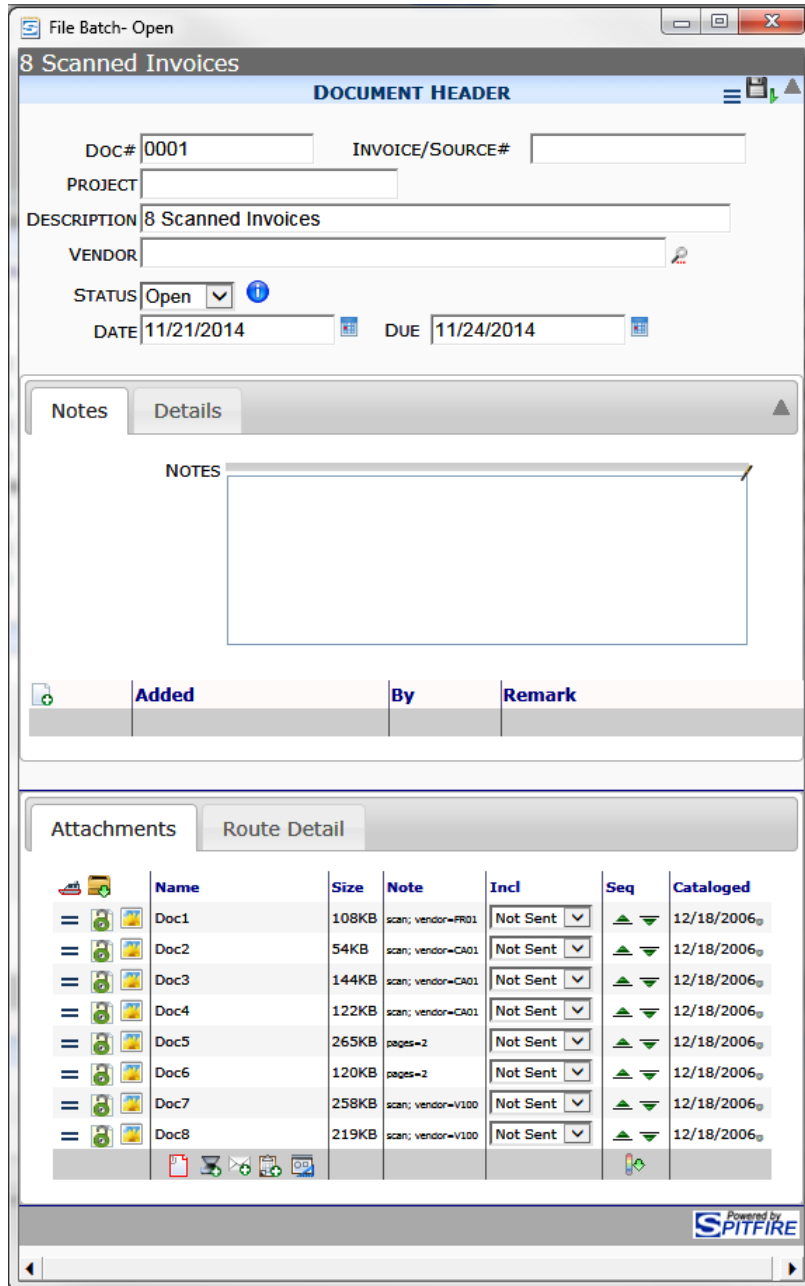 File Batch- Open
8 Scanned Invoices
DOCUMENT HEADER
DOC# 0001 INVOICE/SOURCE#
PROJECT
DESCRIPTION 8 Scanned Invoices
VENDOR
STATUS Open
DATE 11/21/2014 DUE 11/24/2014
Notes Details
NOTES
Added By Remark
Attachments Route Detail
Name Size Note Incl Seq Cataloged
Doc1 108KB scan; vendor=FR01 Not Sent 12/18/2006
Doc2 54KB scan; vendor=CA01 Not Sent 12/18/2006
Doc3 144KB scan; vendor=CA01 Not Sent 12/18/2006
Doc4 122KB scan; vendor=CA01 Not Sent 12/18/2006
Doc5 265KB pages=2 Not Sent 12/18/2006
Doc6 120KB pages=2 Not Sent 12/18/2006
Doc7 258KB scan; vendor=V100 Not Sent 12/18/2006
Doc8 219KB scan; vendor=V100 Not Sent 12/18/2006
Powered by
SPITFIRE